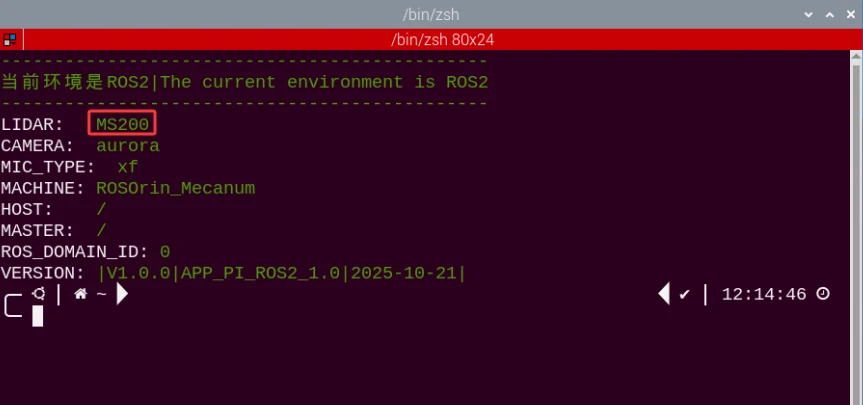 /bin/zsh
/bin/zsh 80x24
-----------------------------------------------
当前环境是ROS2|The current environment is ROS2
-----------------------------------------------
LIDAR: MS200
CAMERA: aurora
MIC_TYPE: xf
MACHINE: ROSOrin_Mecanum
HOST: /
MASTER: /
ROS_DOMAIN_ID: 0
VERSION: |V1.0.0|APP_PI_ROS2_1.0|2025-10-21|
| ~ ✔ | 12:14:46